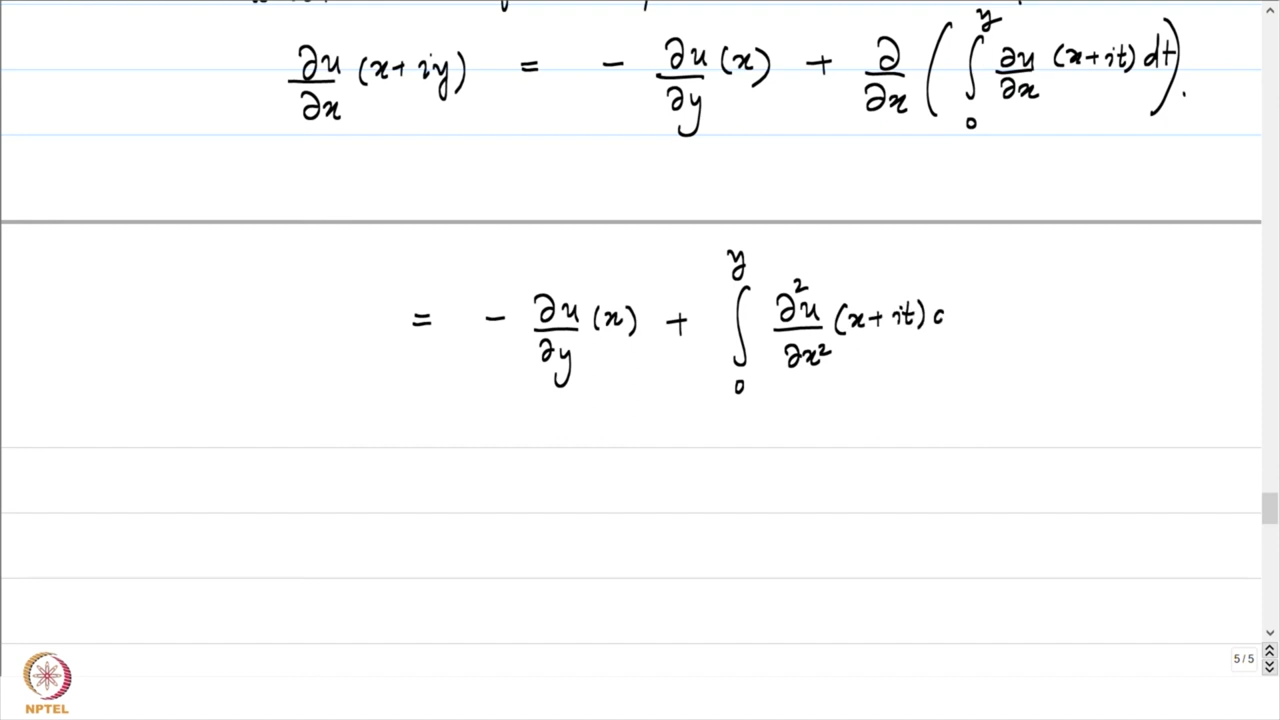 ∂u/∂x (x+iy) = - ∂u/∂y (x) + ∂/∂x ( ∫₀^y ∂u/∂x (x+it) dt ).
= - ∂u/∂y (x) + ∫₀^y ∂²u/∂x² (x+it)
5/5
NPTEL